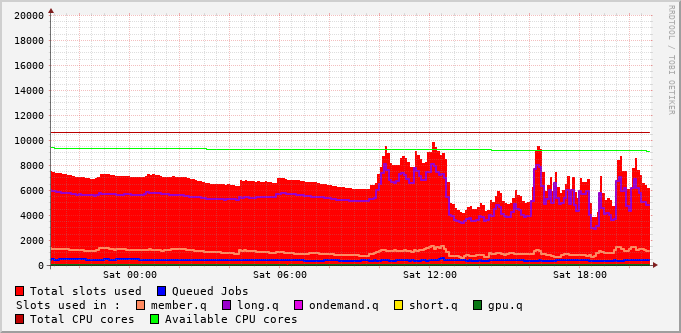 RRDTOOL / TOBI OETIKER
20000
18000
16000
14000
12000
10000
8000
6000
4000
2000
0
Sat 00:00 Sat 06:00 Sat 12:00 Sat 18:00
Total slots used Queued Jobs
Slots used in : member.q long.q ondemand.q short.q gpu.q
Total CPU cores Available CPU cores